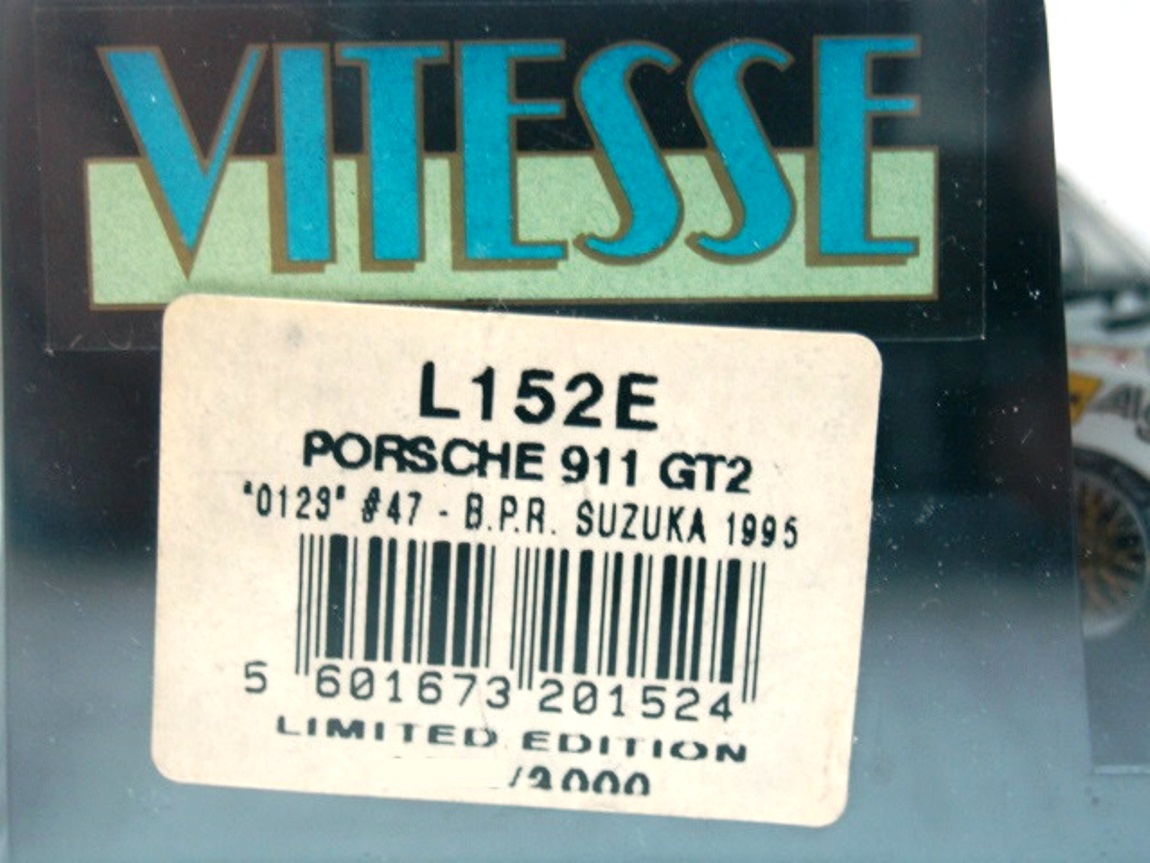 VITESSE
L152E
PORSCHE 911 GT2
"0123" #47 - B.P.R. SUZUKA 1995
5 601673 201524
LIMITED EDITION